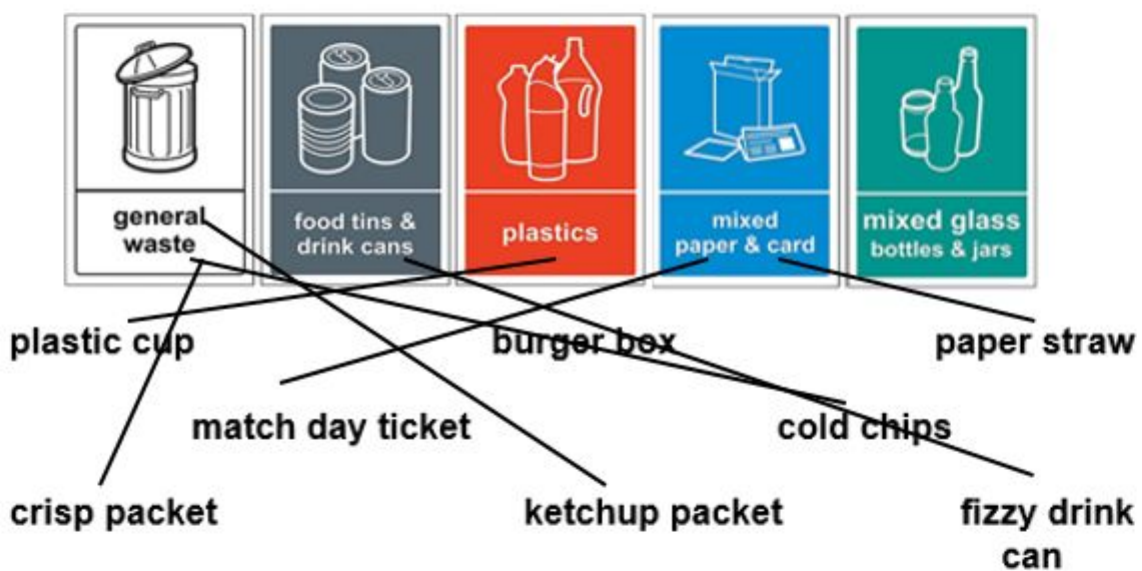 general
waste
food tins &
drink cans
plastics
mixed
paper & card
mixed glass
bottles & jars
plastic cup
burger box
paper straw
match day ticket
cold chips
crisp packet
ketchup packet
fizzy drink
can